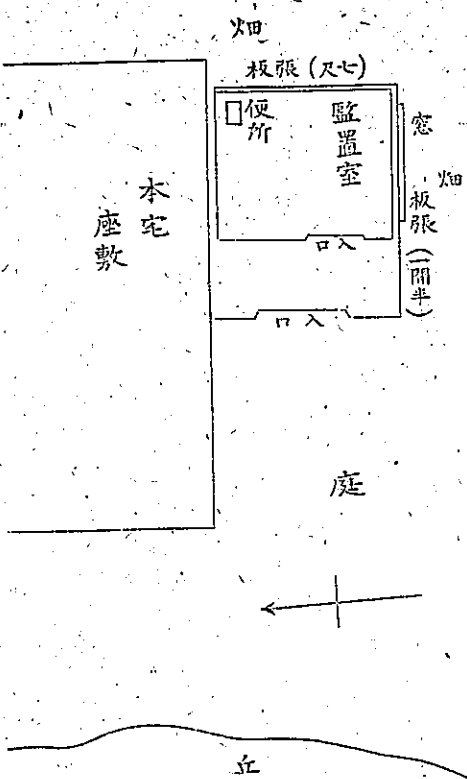 畑
板張(尺七)
便所
監置室
窓
畑
板張(一間半)
口入
口入
本宅
座敷
庭
丘